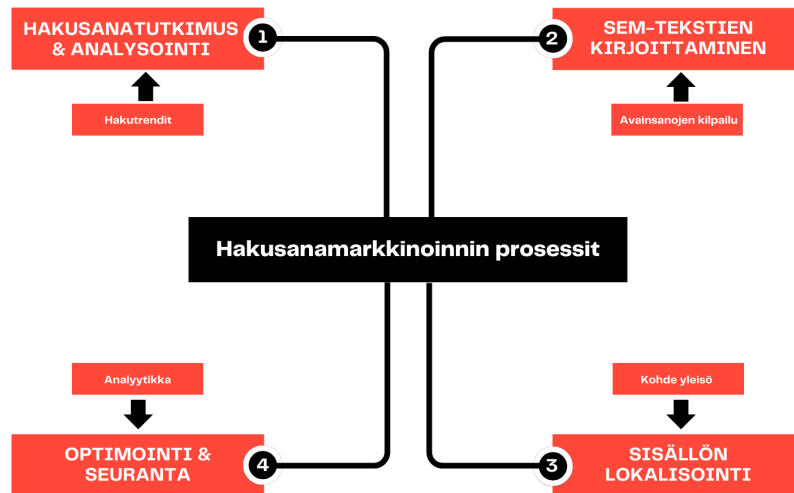 HAKUSANATUTKIMUS
& ANALYSOINTI
1
Hakutrendit
2
SEM-TEKSTIEN
KIRJOITTAMINEN
Avainsanojen kilpailu
Hakusanamarkkinoinnin prosessit
Analyytikka
OPTIMOINTI &
SEURANTA
4
Kohde yleisö
3
SISÄLLÖN
LOKALISOINTI